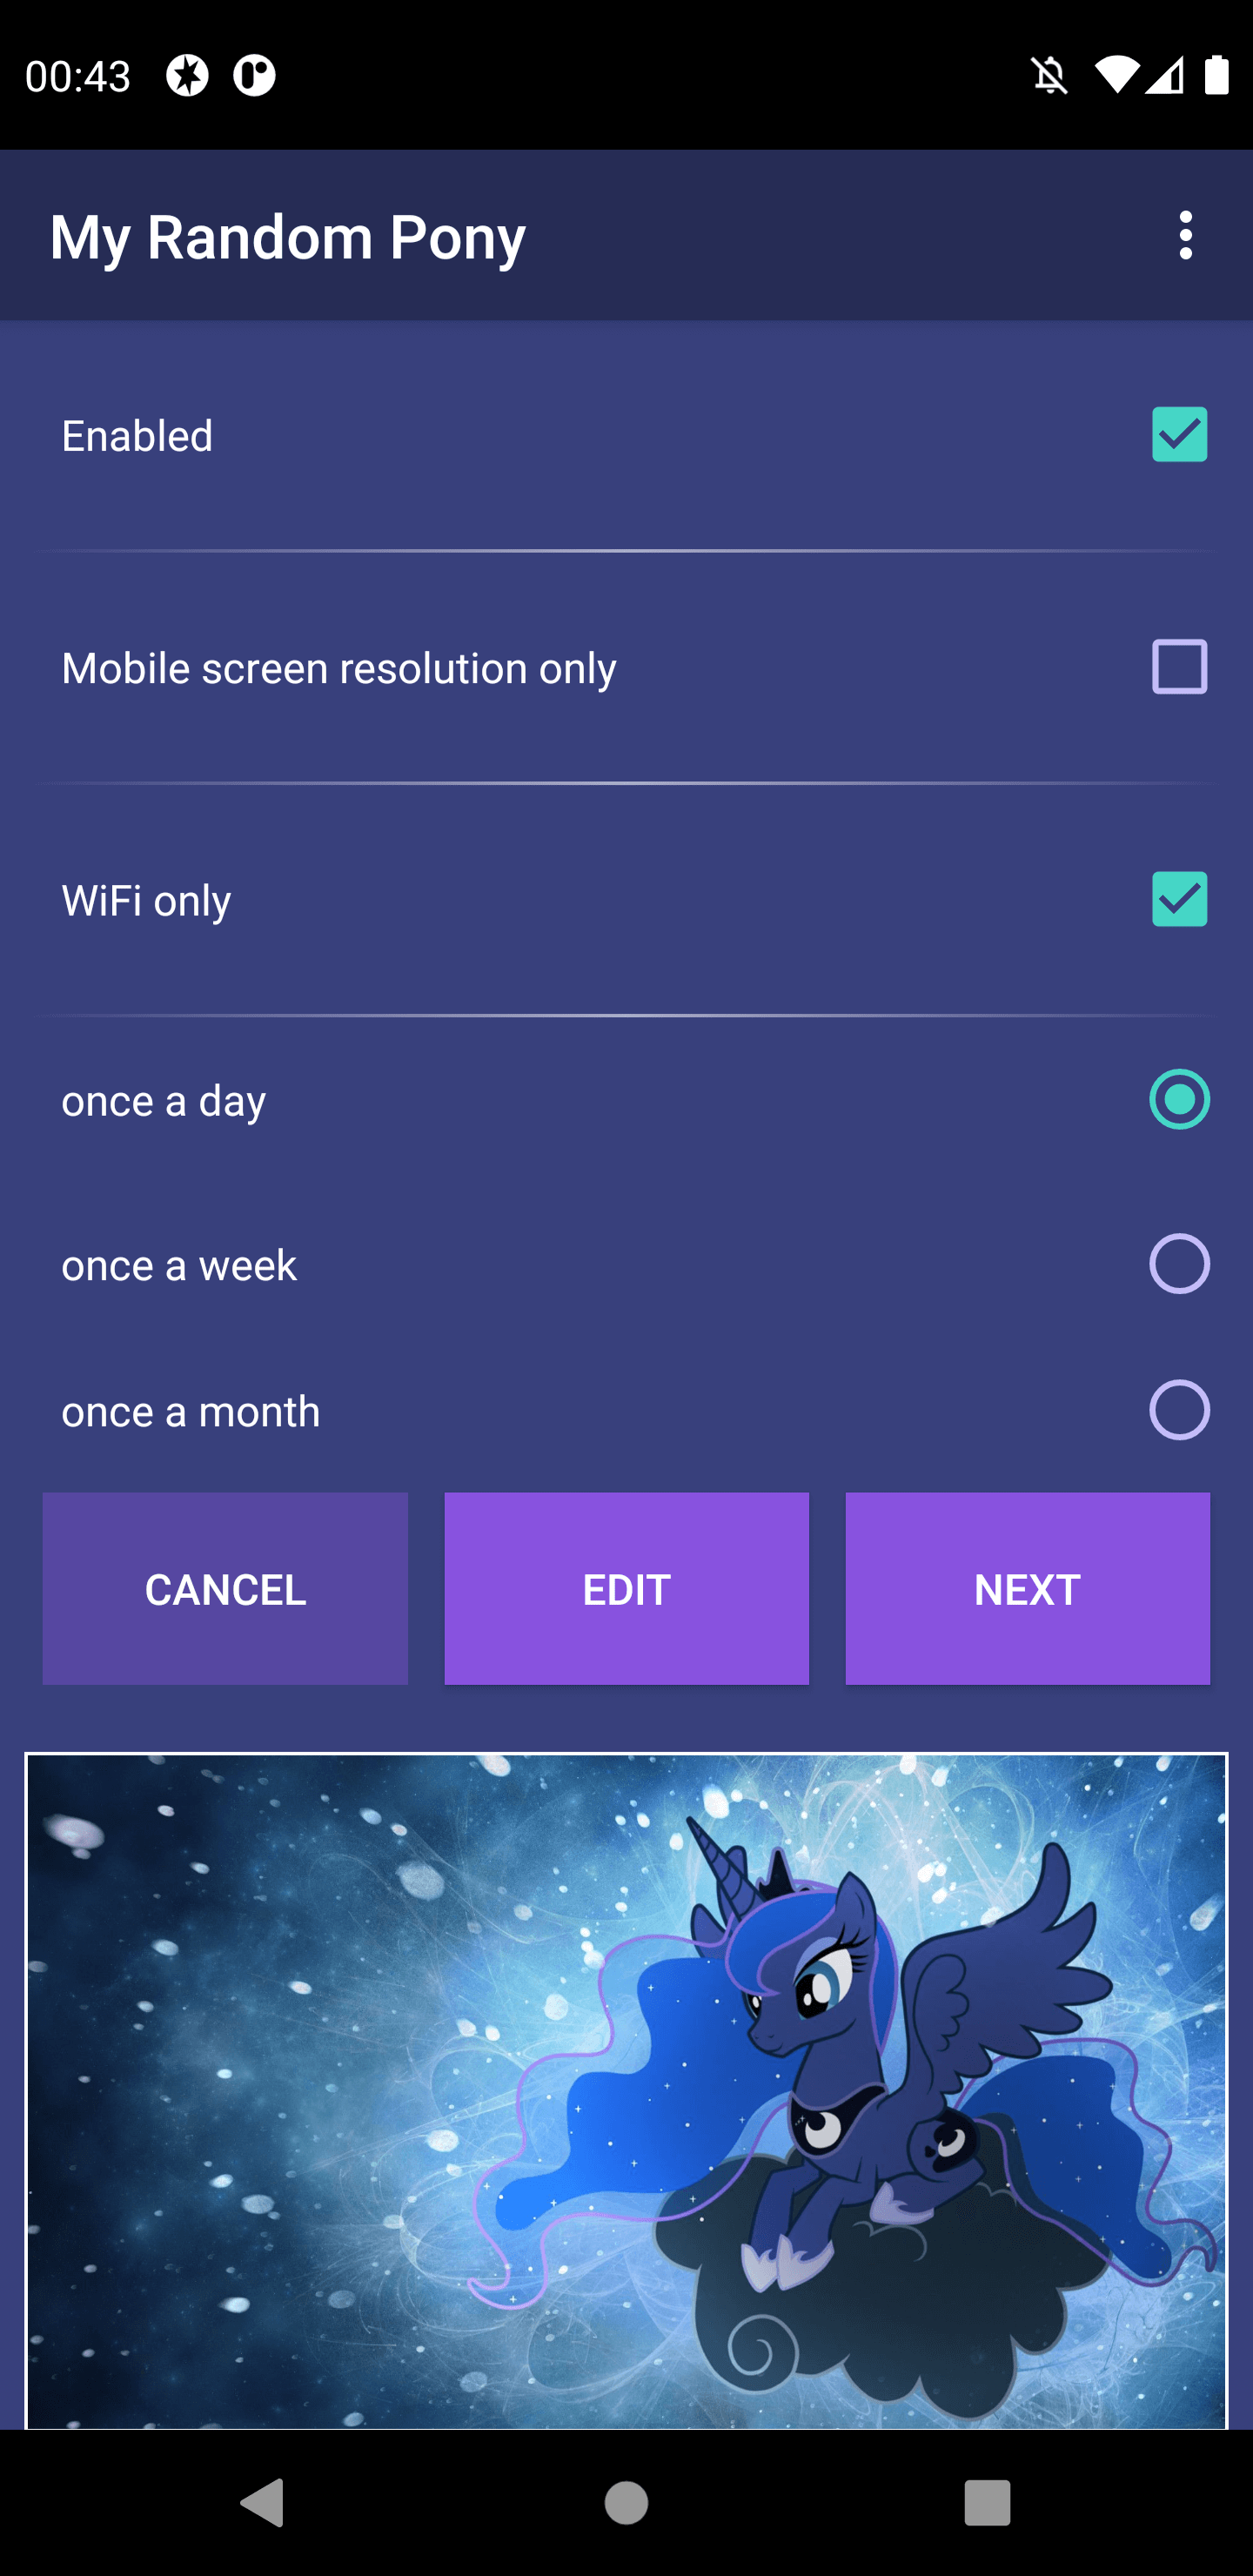 00:43
My Random Pony
Enabled
Mobile screen resolution only
WiFi only
once a day
once a week
once a month
CANCEL
EDIT
NEXT